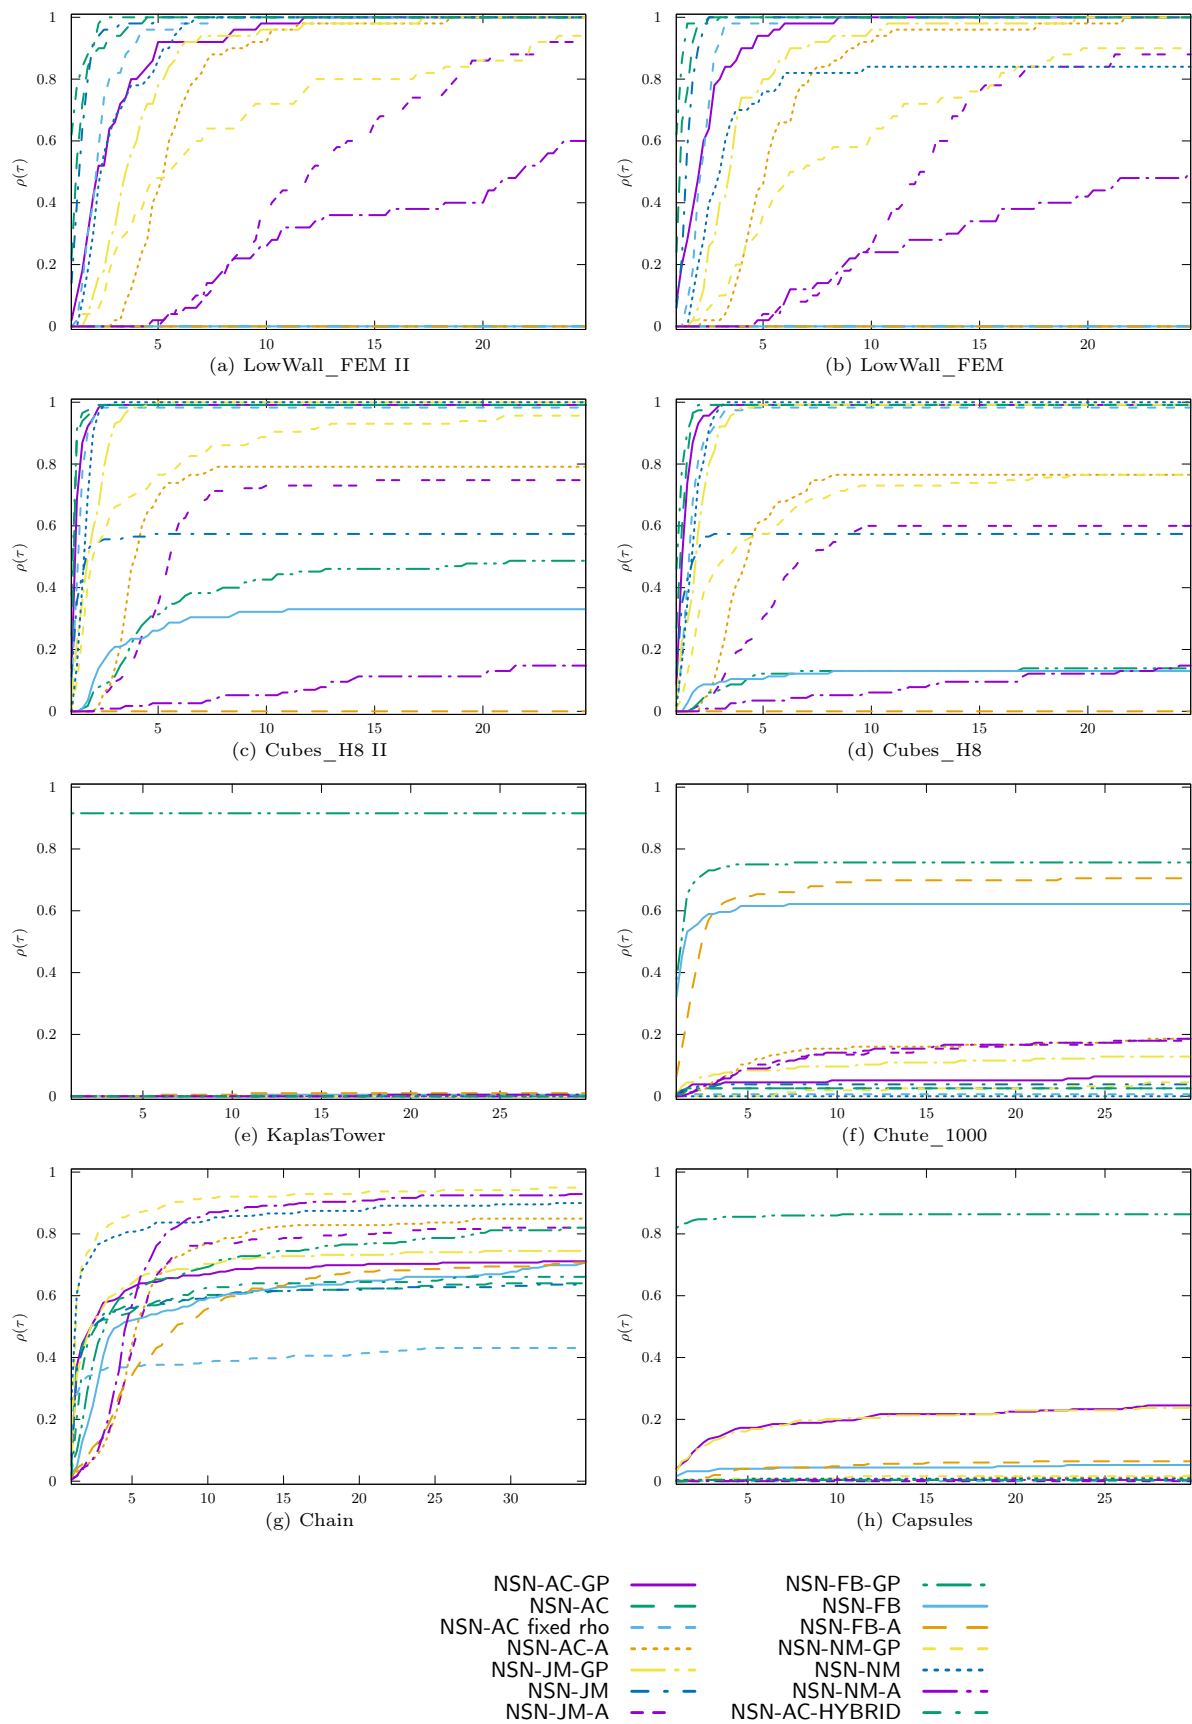 1
0.8
0.6
0.4
0.2
0
ρ(τ)
5 10 15 20
(a) LowWall_FEM II
1
0.8
0.6
0.4
0.2
0
ρ(τ)
5 10 15 20
(b) LowWall_FEM
1
0.8
0.6
0.4
0.2
0
ρ(τ)
5 10 15 20
(c) Cubes_H8 II
1
0.8
0.6
0.4
0.2
0
ρ(τ)
5 10 15 20
(d) Cubes_H8
1
0.8
0.6
0.4
0.2
0
ρ(τ)
5 10 15 20 25
(e) KaplasTower
1
0.8
0.6
0.4
0.2
0
ρ(τ)
5 10 15 20 25
(f) Chute_1000
1
0.8
0.6
0.4
0.2
0
ρ(τ)
5 10 15 20 25 30
(g) Chain
1
0.8
0.6
0.4
0.2
0
ρ(τ)
5 10 15 20 25
(h) Capsules
NSN-AC-GP
NSN-AC
NSN-AC fixed rho
NSN-AC-A
NSN-JM-GP
NSN-JM
NSN-JM-A
NSN-FB-GP
NSN-FB
NSN-FB-A
NSN-NM-GP
NSN-NM
NSN-NM-A
NSN-AC-HYBRID